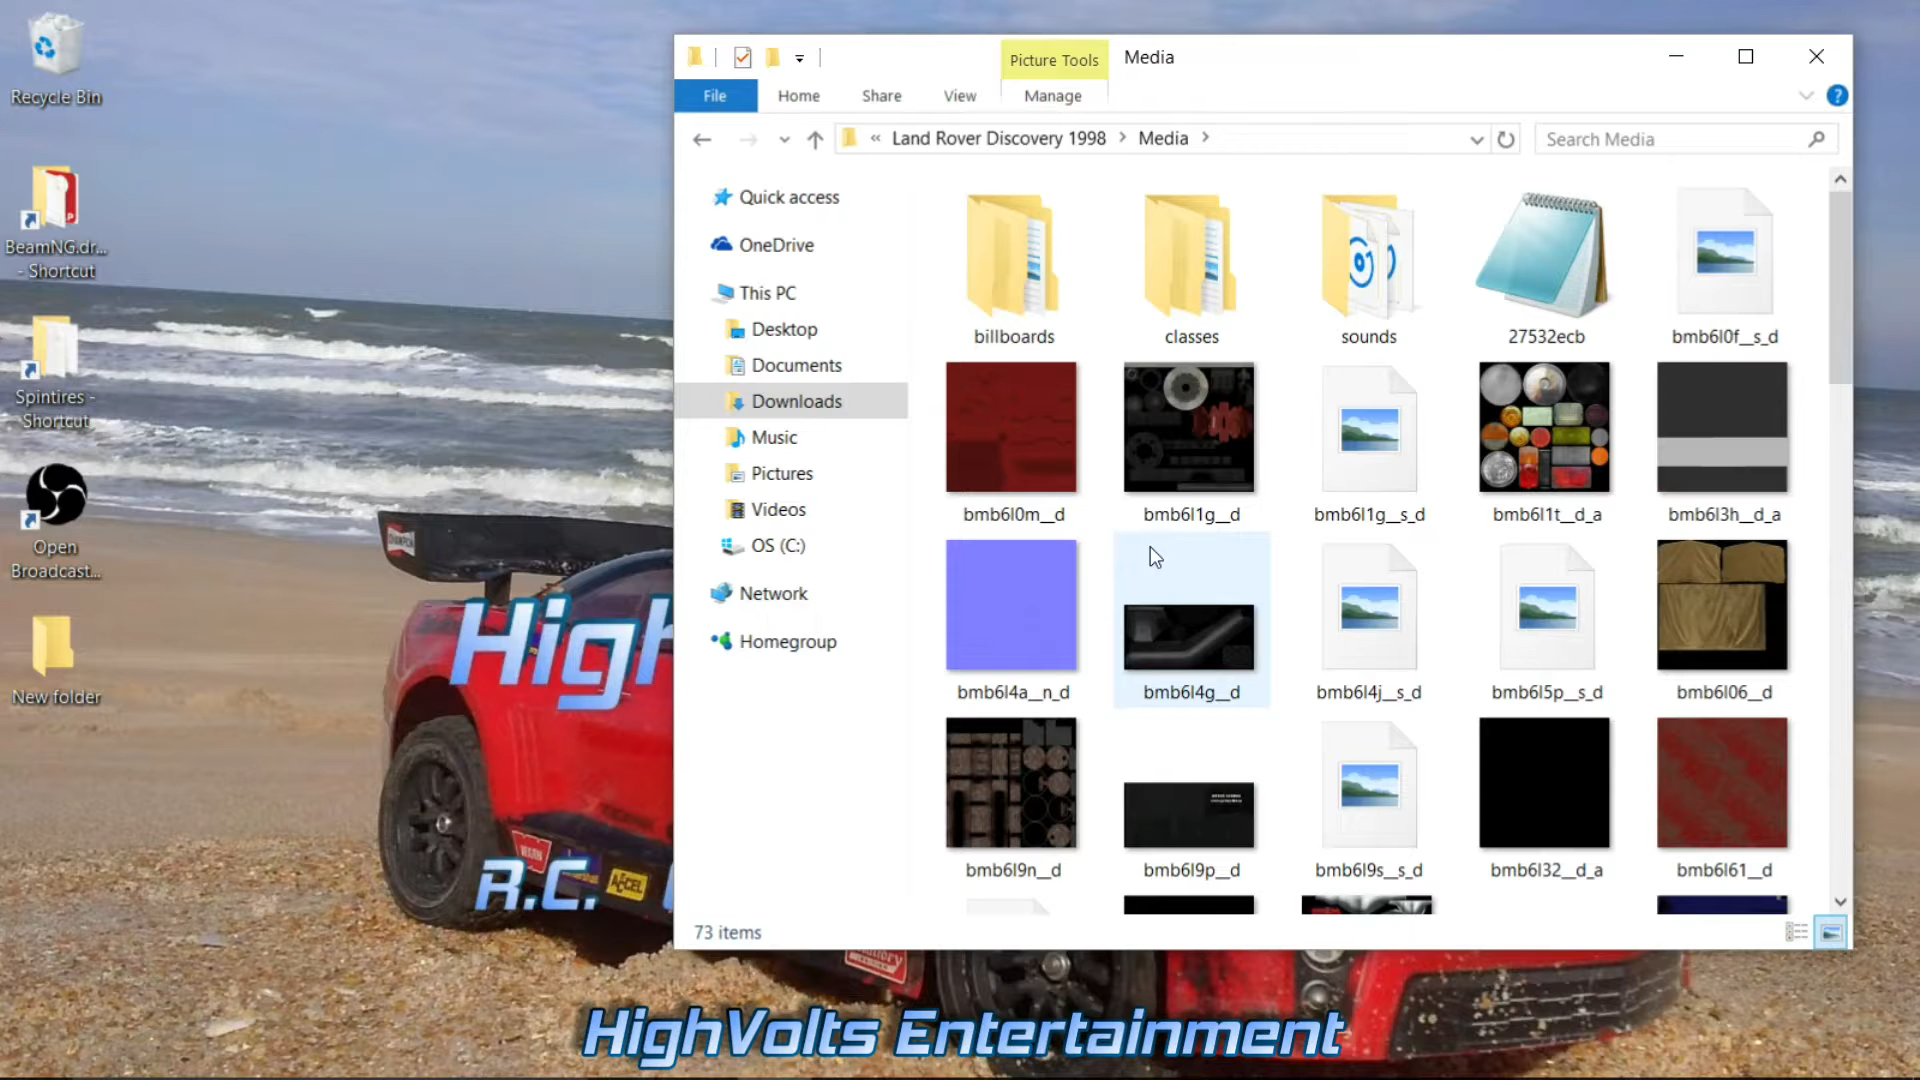 Recycle Bin
BeamNG.dr...
- Shortcut
Spintires -
Shortcut
Open
Broadcast...
New folder
Picture Tools
Media
File
Home
Share
View
Manage
?
« Land Rover Discovery 1998 > Media >
Search Media
Quick access
OneDrive
This PC
Desktop
Documents
Downloads
Music
Pictures
Videos
OS (C:)
Network
Homegroup
billboards
classes
sounds
27532ecb
bmb6l0f__s_d
bmb6l0m__d
bmb6l1g__d
bmb6l1g__s_d
bmb6l1t__d_a
bmb6l3h__d_a
bmb6l4a__n_d
bmb6l4g__d
bmb6l4j__s_d
bmb6l5p__s_d
bmb6l06__d
bmb6l9n__d
bmb6l9p__d
bmb6l9s__s_d
bmb6l32__d_a
bmb6l61__d
73 items
CHAMPION
High
WARN
R.C.
ACCEL
HighVolts Entertainment